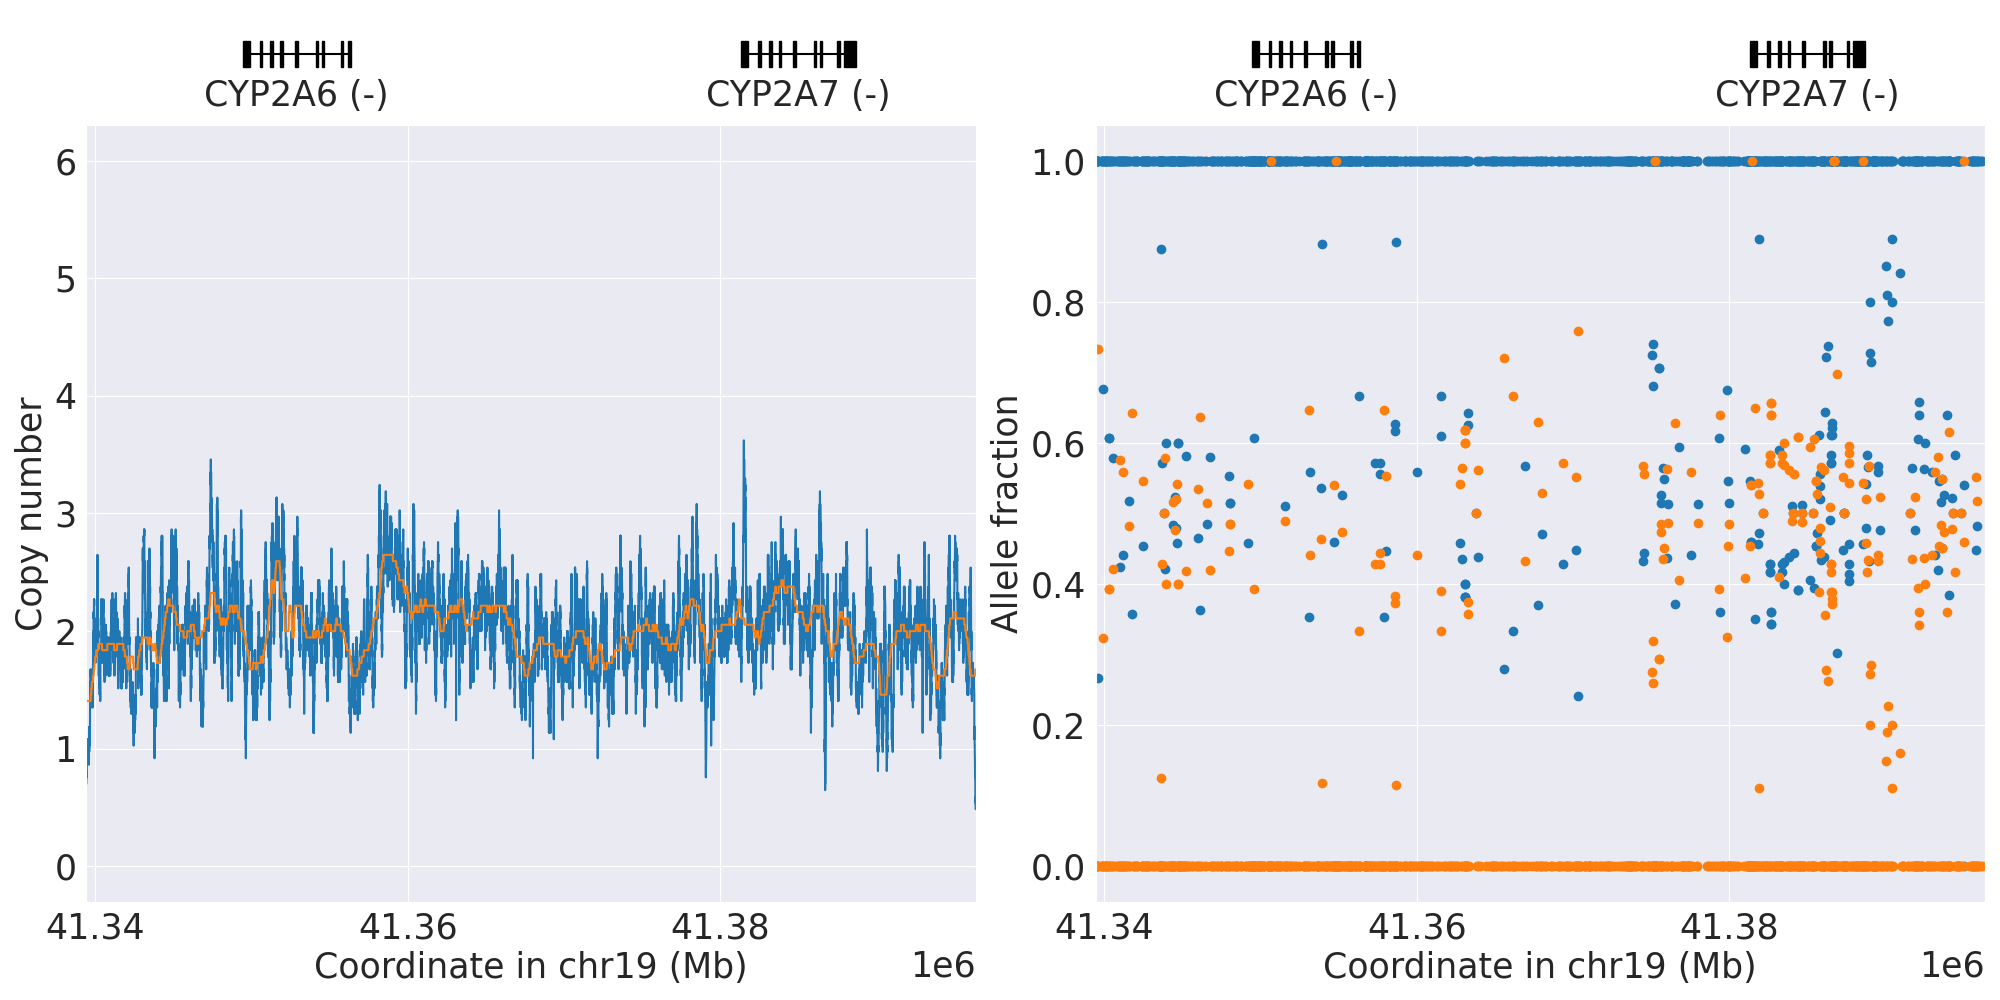 CYP2A6 (-)
CYP2A7 (-)
6
5
4
3
2
1
0
Copy number
41.34
41.36
41.38
Coordinate in chr19 (Mb)
1e6
CYP2A6 (-)
CYP2A7 (-)
1.0
0.8
0.6
0.4
0.2
0.0
Allele fraction
41.34
41.36
41.38
Coordinate in chr19 (Mb)
1e6